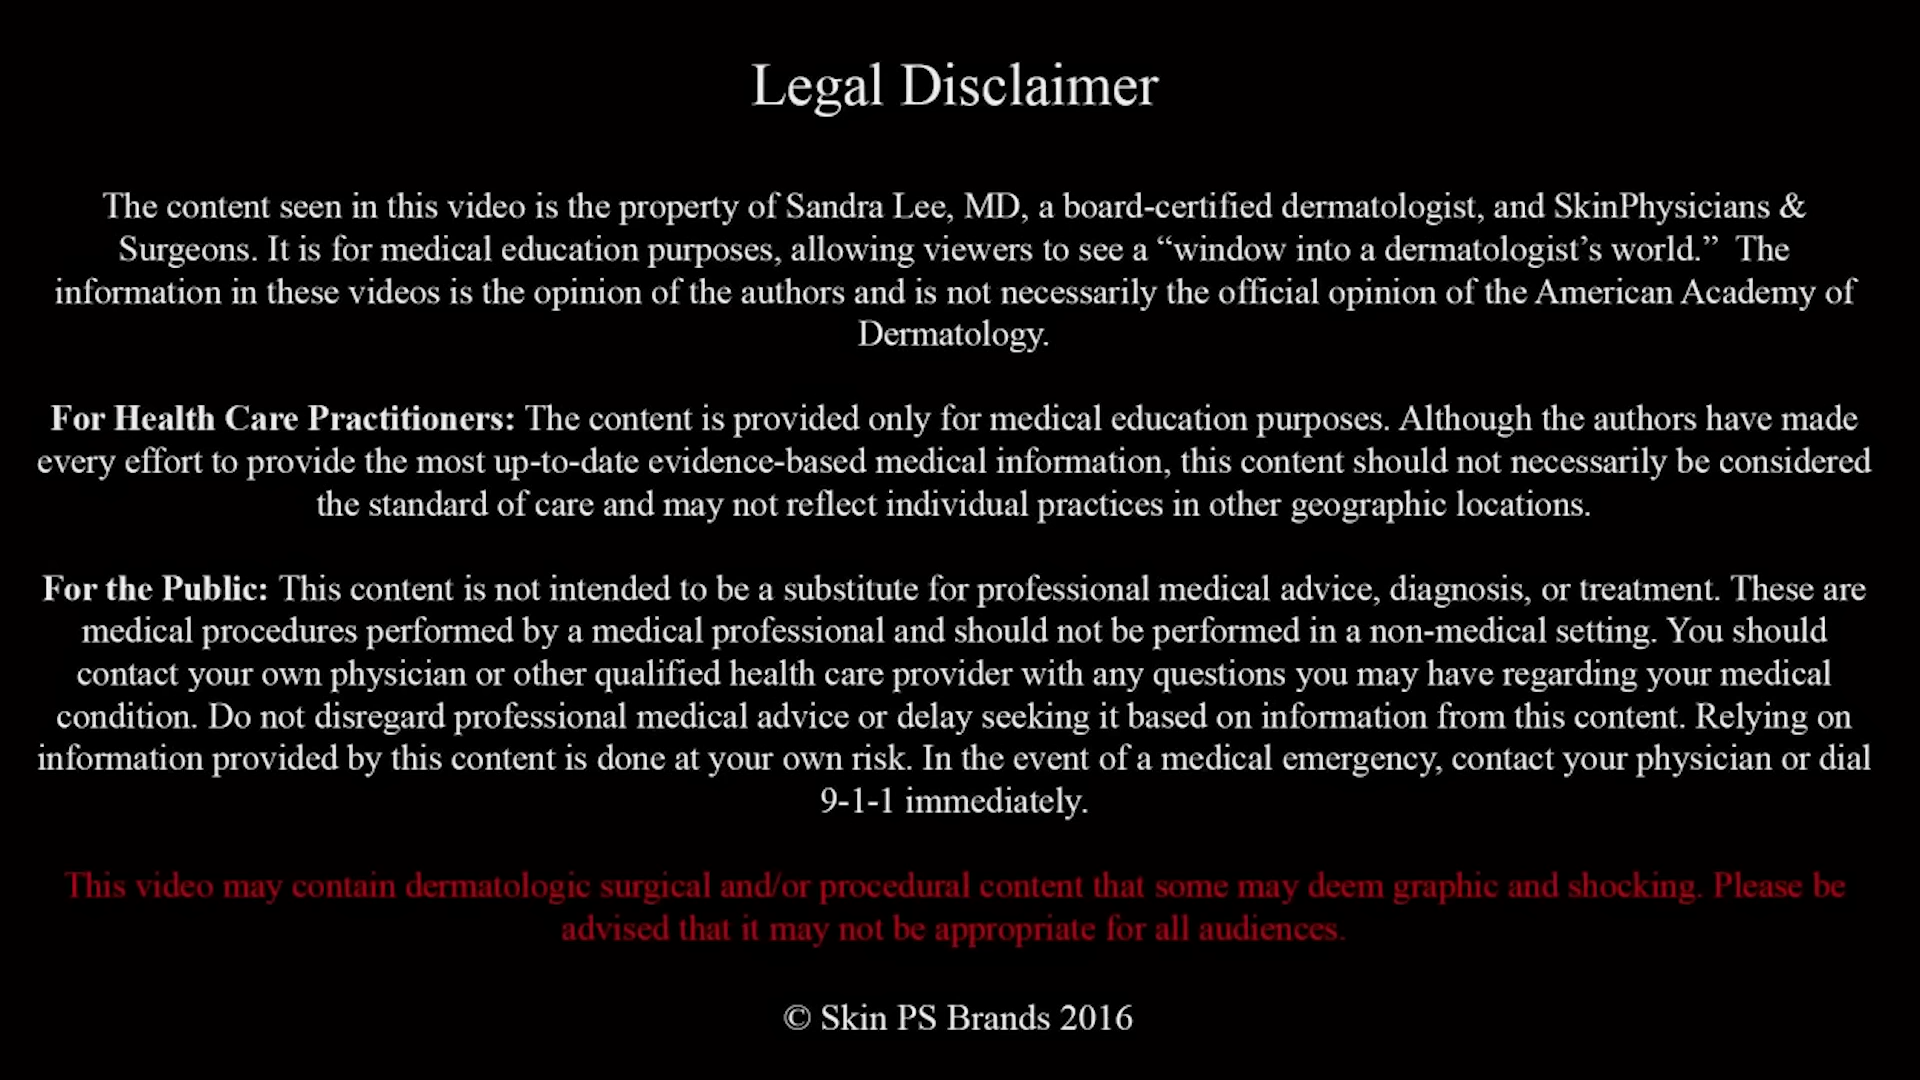 Legal Disclaimer
The content seen in this video is the property of Sandra Lee, MD, a board-certified dermatologist, and SkinPhysicians &
Surgeons. It is for medical education purposes, allowing viewers to see a “window into a dermatologist’s world.”  The
information in these videos is the opinion of the authors and is not necessarily the official opinion of the American Academy of
Dermatology.
For Health Care Practitioners: The content is provided only for medical education purposes. Although the authors have made
every effort to provide the most up-to-date evidence-based medical information, this content should not necessarily be considered
the standard of care and may not reflect individual practices in other geographic locations.
For the Public: This content is not intended to be a substitute for professional medical advice, diagnosis, or treatment. These are
medical procedures performed by a medical professional and should not be performed in a non-medical setting. You should
contact your own physician or other qualified health care provider with any questions you may have regarding your medical
condition. Do not disregard professional medical advice or delay seeking it based on information from this content. Relying on
information provided by this content is done at your own risk. In the event of a medical emergency, contact your physician or dial
9-1-1 immediately.
This video may contain dermatologic surgical and/or procedural content that some may deem graphic and shocking. Please be
advised that it may not be appropriate for all audiences.
© Skin PS Brands 2016